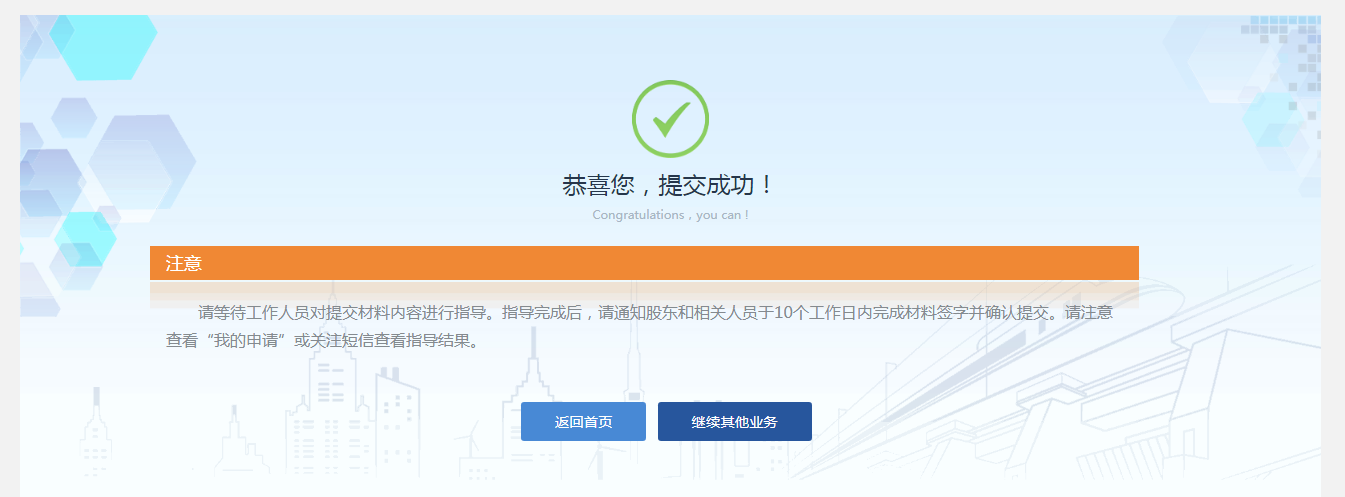 恭喜您，提交成功！
Congratulations , you can !
注意
请等待工作人员对提交材料内容进行指导。指导完成后，请通知股东和相关人员于10个工作日内完成材料签字并确认提交。请注意
查看“我的申请”或关注短信查看指导结果。
返回首页
继续其他业务